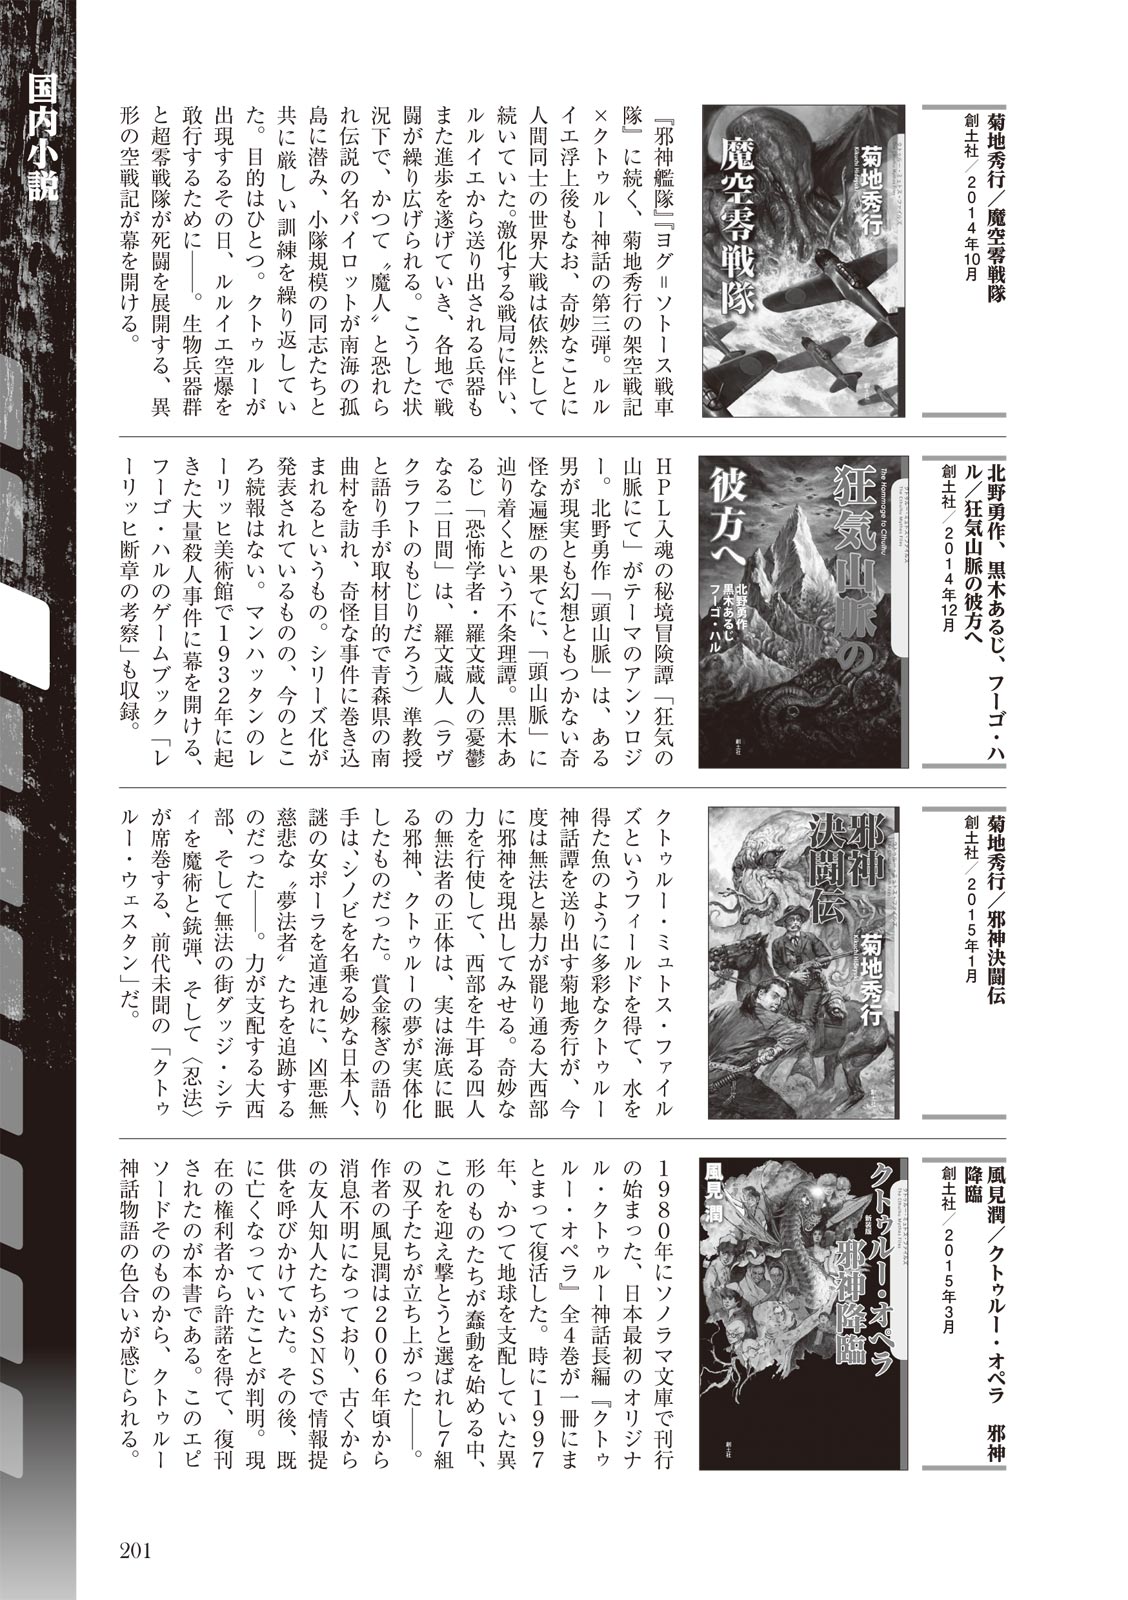 国内小説
菊地秀行／魔空零戦隊
創土社／2014年10月
菊地秀行
魔空零戦隊
『邪神艦隊』『ヨグ＝ソトース戦車
隊』に続く、菊地秀行の架空戦記
×クトゥルー神話の第三弾。ルル
イエ浮上後もなお、奇妙なことに
人間同士の世界大戦は依然として
続いていた。激化する戦局に伴い、
ルルイエから送り出される兵器も
また進歩を遂げていき、各地で戦
闘が繰り広げられる。こうした状
況下で、かつて〝魔人〟と恐れら
れ伝説の名パイロットが南海の孤
島に潜み、小隊規模の同志たちと
共に厳しい訓練を繰り返してい
た。目的はひとつ。クトゥルーが
出現するその日、ルルイエ空爆を
敢行するために――。生物兵器群
と超零戦隊が死闘を展開する、異
形の空戦記が幕を開ける。
北野勇作、黒木あるじ、フーゴ・ハ
ル／狂気山脈の彼方へ
創土社／2014年12月
The Hommage to Cthulhu
狂気山脈の
彼方へ
北野勇作
黒木あるじ
フーゴ・ハル
創土社
HPL入魂の秘境冒険譚「狂気の
山脈にて」がテーマのアンソロジ
ー。北野勇作「頭山脈」は、ある
男が現実とも幻想ともつかない奇
怪な遍歴の果てに、「頭山脈」に
辿り着くという不条理譚。黒木あ
るじ「恐怖学者・羅文蔵人の憂鬱
なる二日間」は、羅文蔵人（ラヴ
クラフトのもじりだろう）準教授
と語り手が取材目的で青森県の南
曲村を訪れ、奇怪な事件に巻き込
まれるというもの。シリーズ化が
発表されているものの、今のとこ
ろ続報はない。マンハッタンのレ
ーリッヒ美術館で1932年に起
きた大量殺人事件に幕を開ける、
フーゴ・ハルのゲームブック「レ
ーリッヒ断章の考察」も収録。
菊地秀行／邪神決闘伝
創土社／2015年1月
邪神
決闘伝
菊地秀行
創土社
クトゥルー・ミュトス・ファイル
ズというフィールドを得て、水を
得た魚のように多彩なクトゥルー
神話譚を送り出す菊地秀行が、今
度は無法と暴力が罷り通る大西部
に邪神を現出してみせる。奇妙な
力を行使して、西部を牛耳る四人
の無法者の正体は、実は海底に眠
る邪神、クトゥルーの夢が実体化
したものだった。賞金稼ぎの語り
手は、シノビを名乗る妙な日本人、
謎の女ポーラを道連れに、凶悪無
慈悲な〝夢法者〟たちを追跡する
のだった――。力が支配する大西
部、そして無法の街ダッジ・シテ
ィを魔術と銃弾、そして〈忍法〉
が席巻する、前代未聞の「クトゥ
ルー・ウェスタン」だ。
風見潤／クトゥルー・オペラ　邪神
降臨
創土社／2015年3月
クトゥルー・オペラ
新装版
邪神降臨
風見潤
創土社
1980年にソノラマ文庫で刊行
の始まった、日本最初のオリジナ
ル・クトゥルー神話長編『クトゥ
ルー・オペラ』全4巻が一冊にま
とまって復活した。時に1997
年、かつて地球を支配していた異
形のものたちが蠢動を始める中、
これを迎え撃とうと選ばれし7組
の双子たちが立ち上がった――。
作者の風見潤は2006年頃から
消息不明になっており、古くから
の友人知人たちがSNSで情報提
供を呼びかけていた。その後、既
に亡くなっていたことが判明。現
在の権利者から許諾を得て、復刊
されたのが本書である。このエピ
ソードそのものから、クトゥルー
神話物語の色合いが感じられる。
201